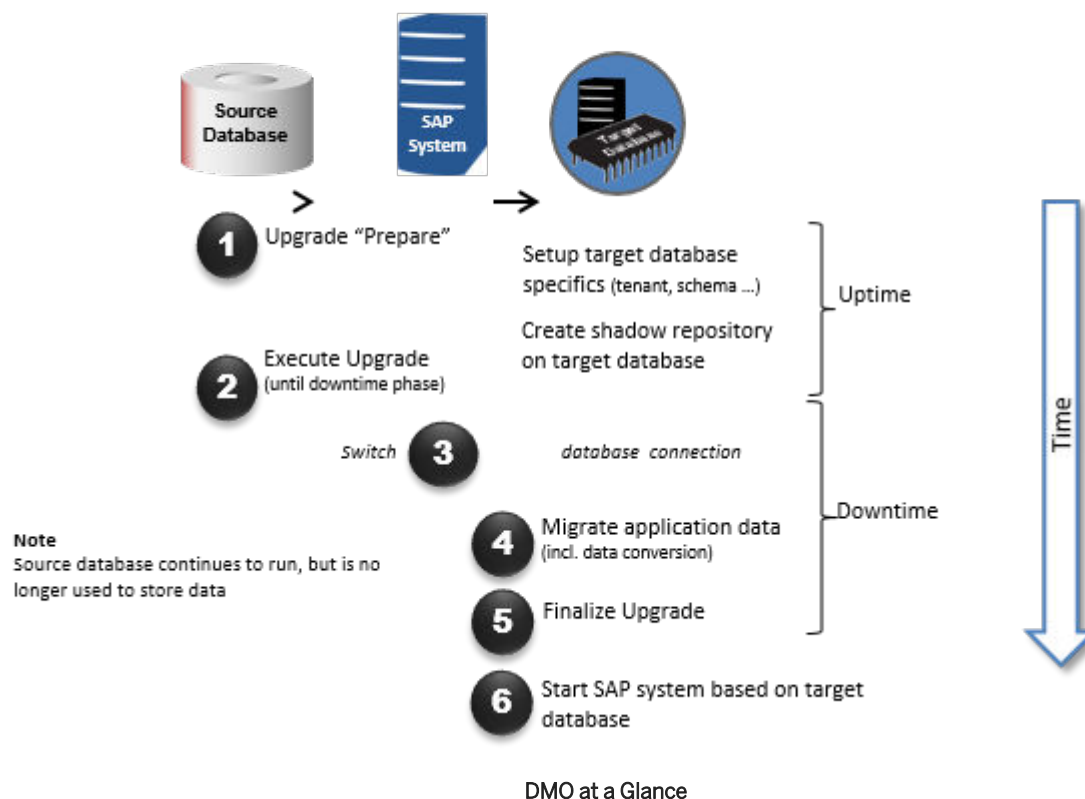 Source
Database
SAP
System
Target
Database
1
Upgrade “Prepare”
Setup target database
specifics (tenant, schema ...)
Create shadow repository
on target database
Uptime
2
Execute Upgrade
(until downtime phase)
Switch
3
database connection
Time
Downtime
Note
Source database continues to run, but is no
longer used to store data
4
Migrate application data
(incl. data conversion)
5
Finalize Upgrade
6
Start SAP system based on target
database
DMO at a Glance